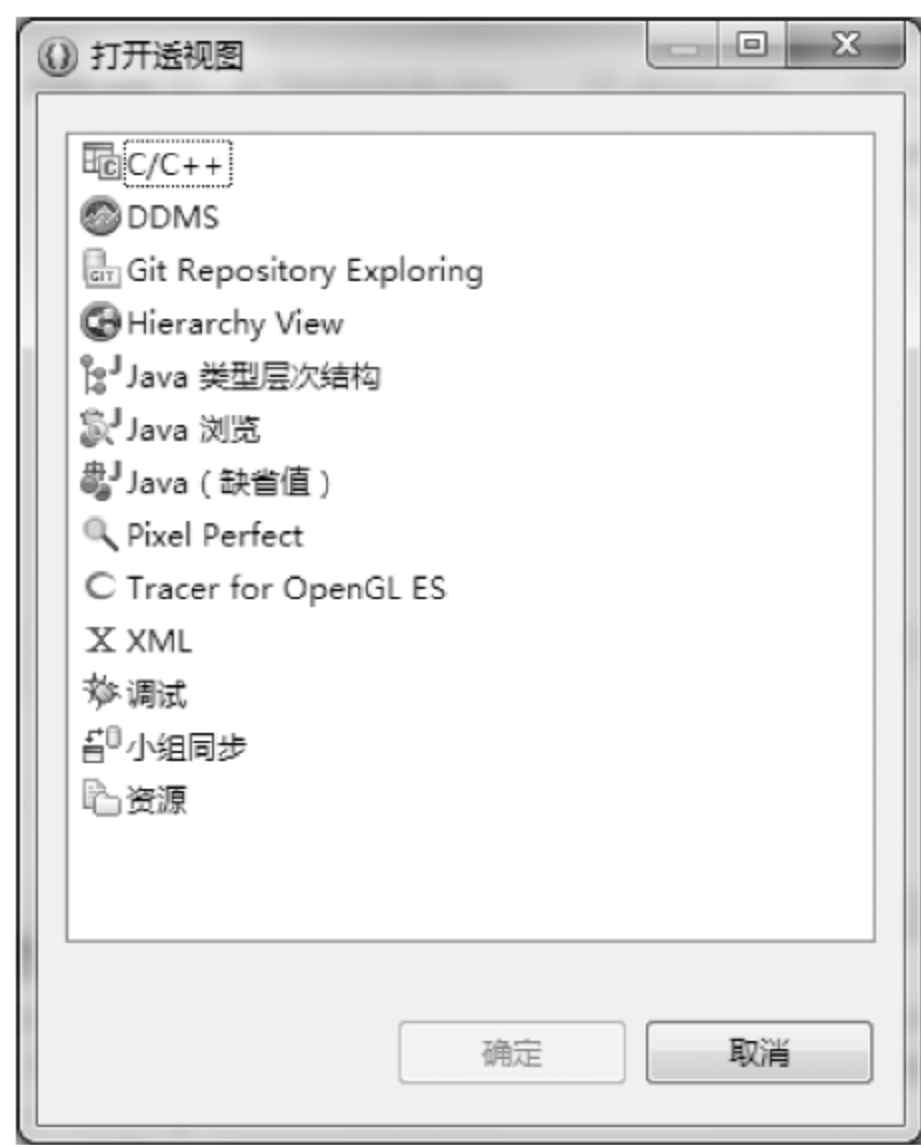 打开透视图
C/C++
DDMS
GIT Git Repository Exploring
Hierarchy View
Java 类型层次结构
Java 浏览
Java（缺省值）
Pixel Perfect
Tracer for OpenGL ES
X XML
调试
小组同步
资源
确定 取消